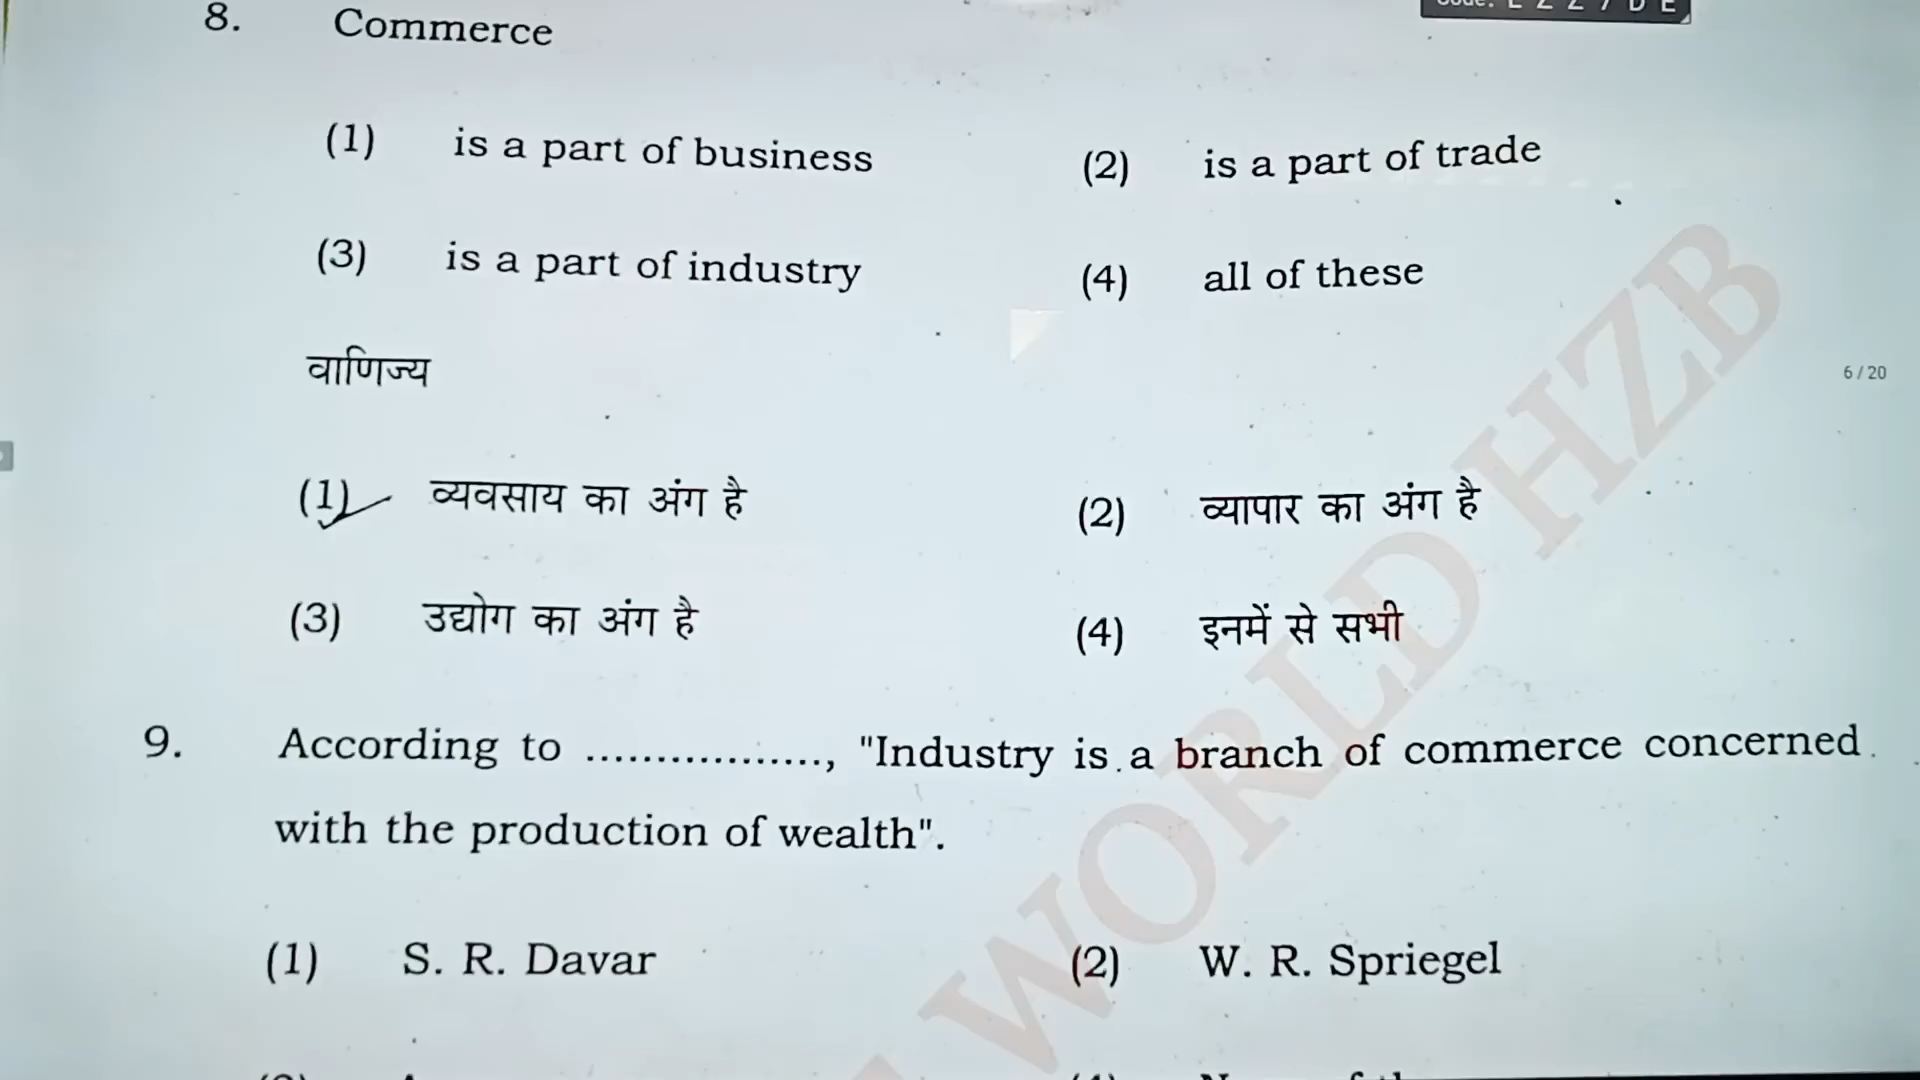 8. Commerce
(1) is a part of business (2) is a part of trade
(3) is a part of industry (4) all of these
वाणिज्य
6 / 20
(1) व्यवसाय का अंग है (2) व्यापार का अंग है
(3) उद्योग का अंग है (4) इनमें से सभी
9. According to ................., "Industry is a branch of commerce concerned
with the production of wealth".
(1) S. R. Davar (2) W. R. Spriegel
WORLD HZB